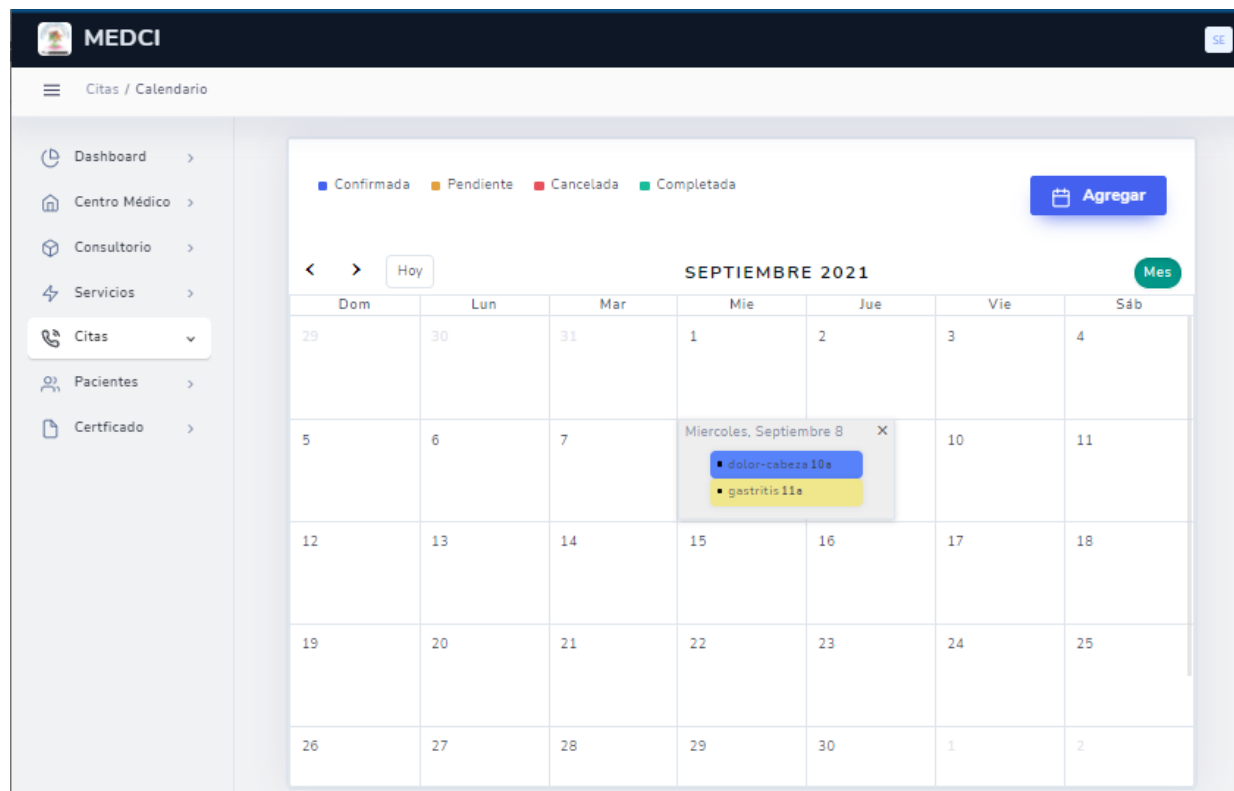 MEDCI
SE
Citas / Calendario
Dashboard
Centro Médico
Consultorio
Servicios
Citas
Pacientes
Certficado
Confirmada Pendiente Cancelada Completada
Agregar
Hoy
SEPTIEMBRE 2021
Mes
Dom Lun Mar Mie Jue Vie Sáb
29 30 31 1 2 3 4
5 6 7 10 11
Miercoles, Septiembre 8 ×
dolor-cabeza 10a
gastritis 11a
12 13 14 15 16 17 18
19 20 21 22 23 24 25
26 27 28 29 30 1 2